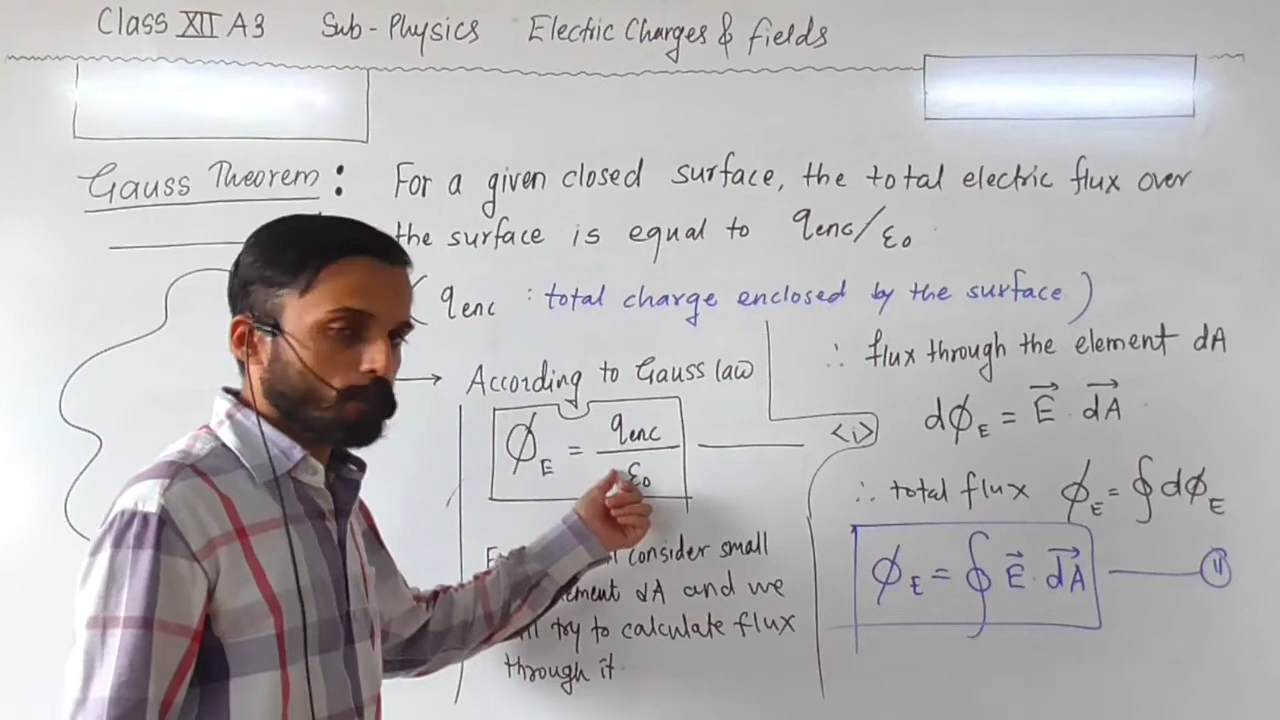 Class XII A3 Sub - Physics Electric Charges & fields
Gauss Theorem : For a given closed surface, the total electric flux over
the surface is equal to qenc/ε0.
( qenc : total charge enclosed by the surface )
→ According to Gauss law
ϕE = qenc/ε0 <i>
consider small
dA and we
try to calculate flux
through it
∴ flux through the element dA
dϕE = E⃗ . dA⃗
∴ total flux ϕE = ∮ dϕE
ϕE = ∮ E⃗ . dA⃗ (ii)